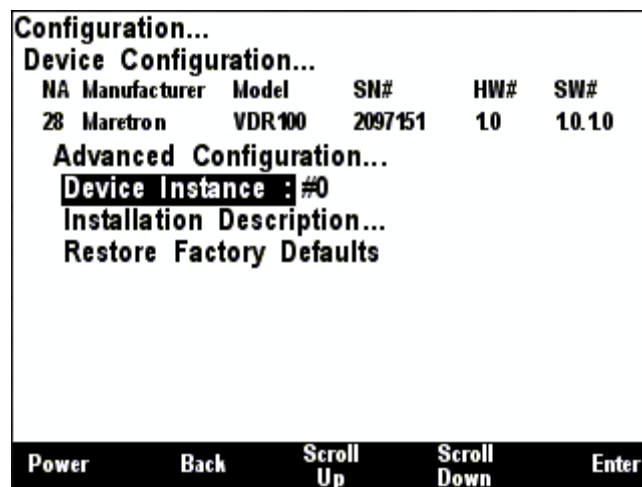 Configuration...
Device Configuration...
NA Manufacturer Model SN# HW# SW#
28 Maretron VDR100 2097151 1.0 1.0.1.0
Advanced Configuration...
Device Instance : #0
Installation Description...
Restore Factory Defaults
Power Back Scroll Up Scroll Down Enter